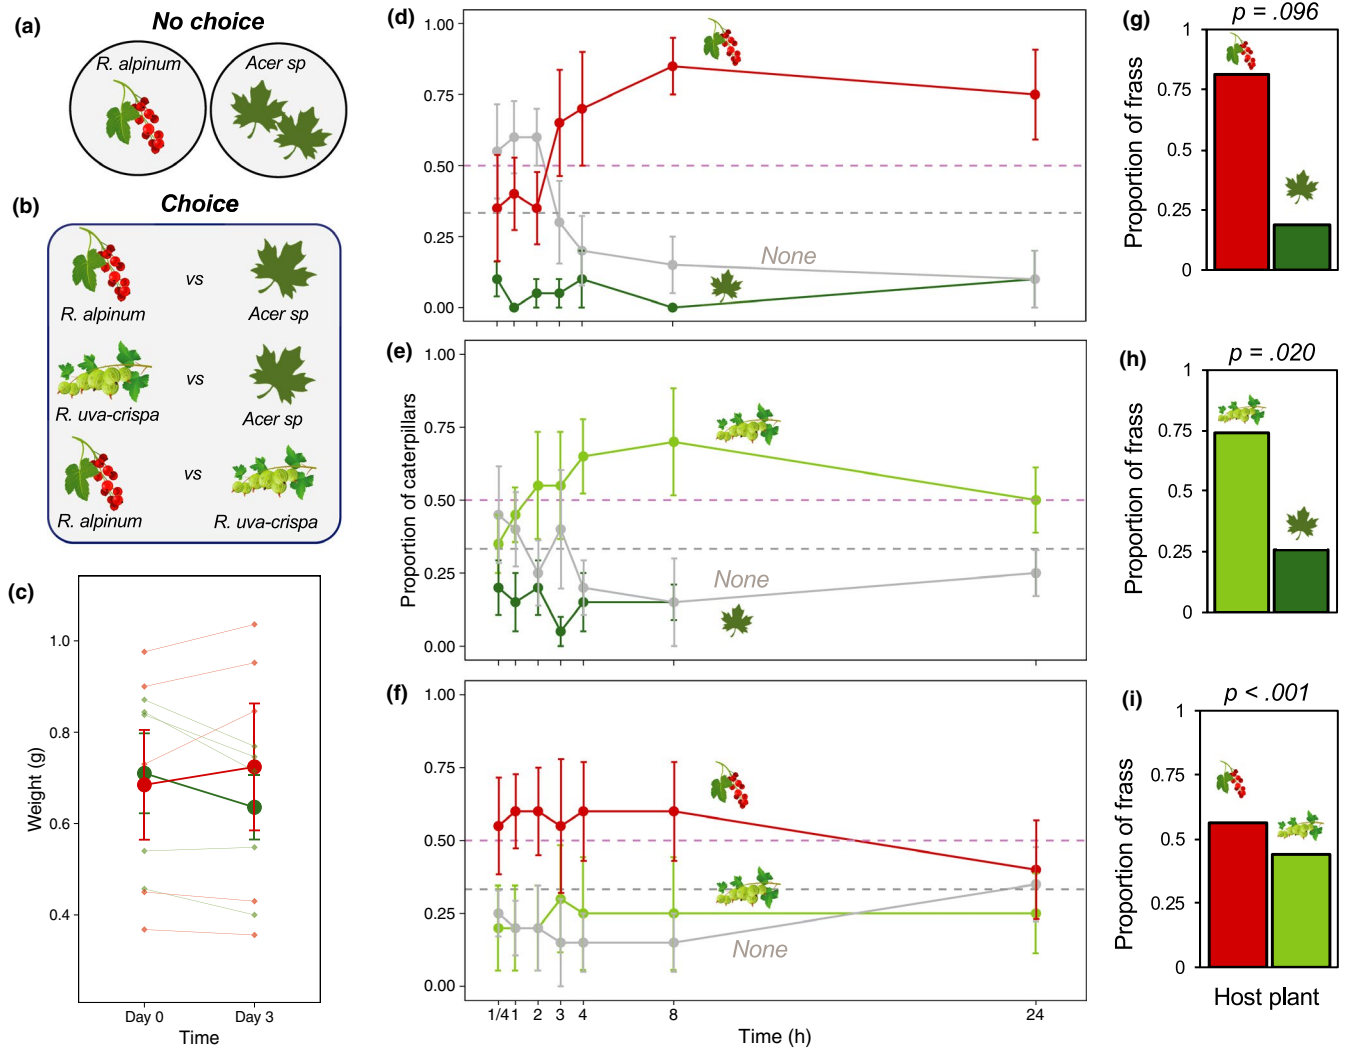 (a)
No choice
R. alpinum
Acer sp
(b)
Choice
vs
R. alpinum
Acer sp
vs
R. uva-crispa
Acer sp
vs
R. alpinum
R. uva-crispa
(c)
Weight (g)
1.0
0.8
0.6
0.4
Day 0
Day 3
Time
(d)
1.00
0.75
0.50
0.25
0.00
None
(e)
Proportion of caterpillars
1.00
0.75
0.50
0.25
0.00
None
(f)
1.00
0.75
0.50
0.25
0.00
None
1/4 1 2 3 4 8 24
Time (h)
(g)
p = .096
Proportion of frass
1
0.75
0.5
0.25
0
(h)
p = .020
Proportion of frass
1
0.75
0.5
0.25
0
(i)
p < .001
Proportion of frass
1
0.75
0.5
0.25
0
Host plant